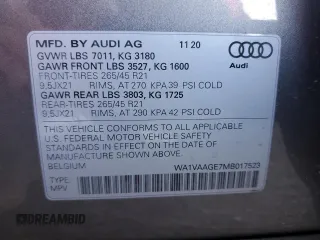 MFD. BY AUDI AG 11 20
GVWR LBS 7011, KG 3180
GAWR FRONT LBS 3527, KG 1600
FRONT-TIRES 265/45 R21
9,5JX21 RIMS, AT 270 KPA 39 PSI COLD
GAWR REAR LBS 3803, KG 1725
REAR-TIRES 265/45 R21
9,5JX21 RIMS, AT 290 KPA 42 PSI COLD
THIS VEHICLE CONFORMS TO ALL APPLICABLE
U.S. FEDERAL MOTOR VEHICLE SAFETY
STANDARDS IN EFFECT ON THE DATE OF
MANUFACTURE SHOWN ABOVE.
BELGIUM
WA1VAAGE7MB017523
TYPE
MPV
Audi
DREAMBID